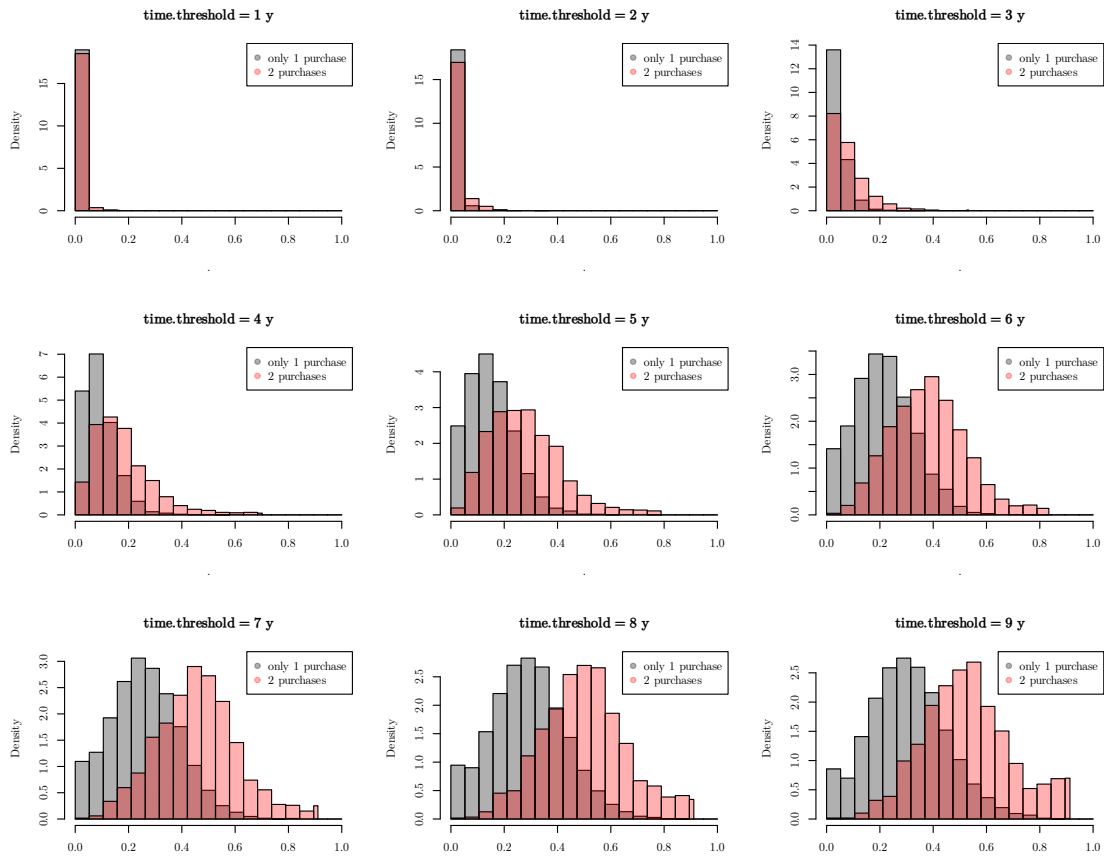 time.threshold = 1 y
only 1 purchase
2 purchases
Density
0 5 10 15
0.0 0.2 0.4 0.6 0.8 1.0
.
time.threshold = 2 y
only 1 purchase
2 purchases
Density
0 5 10 15
0.0 0.2 0.4 0.6 0.8 1.0
.
time.threshold = 3 y
only 1 purchase
2 purchases
Density
0 2 4 6 8 10 12 14
0.0 0.2 0.4 0.6 0.8 1.0
.
time.threshold = 4 y
only 1 purchase
2 purchases
Density
0 1 2 3 4 5 6 7
0.0 0.2 0.4 0.6 0.8 1.0
.
time.threshold = 5 y
only 1 purchase
2 purchases
Density
0 1 2 3 4
0.0 0.2 0.4 0.6 0.8 1.0
.
time.threshold = 6 y
only 1 purchase
2 purchases
Density
0.0 1.0 2.0 3.0
0.0 0.2 0.4 0.6 0.8 1.0
.
time.threshold = 7 y
only 1 purchase
2 purchases
Density
0.0 0.5 1.0 1.5 2.0 2.5 3.0
0.0 0.2 0.4 0.6 0.8 1.0
time.threshold = 8 y
only 1 purchase
2 purchases
Density
0.0 0.5 1.0 1.5 2.0 2.5
0.0 0.2 0.4 0.6 0.8 1.0
time.threshold = 9 y
only 1 purchase
2 purchases
Density
0.0 0.5 1.0 1.5 2.0 2.5
0.0 0.2 0.4 0.6 0.8 1.0